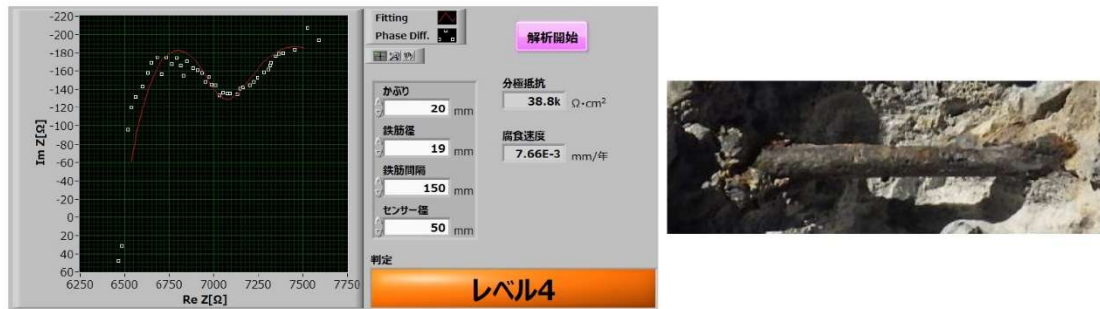 Fitting
Phase Diff.
解析開始
-220
-200
-180
-160
-140
-120
-100
-80
-60
-40
-20
0
20
40
60
Im Z[Ω]
6250 6500 6750 7000 7250 7500 7750
Re Z[Ω]
かぶり
20 mm
鉄筋径
19 mm
鉄筋間隔
150 mm
センサー径
50 mm
分極抵抗
38.8k Ω·cm²
腐食速度
7.66E-3 mm/年
判定
レベル4